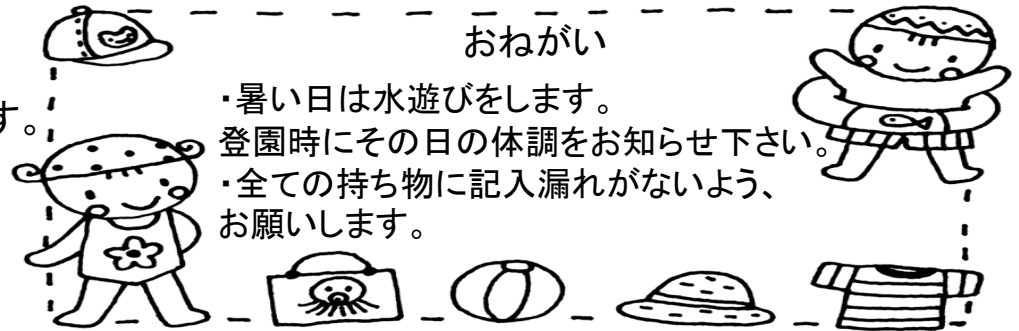 おねがい
・暑い日は水遊びをします。
す。
登園時にその日の体調をお知らせ下さい。
・全ての持ち物に記入漏れがないよう、
お願いします。